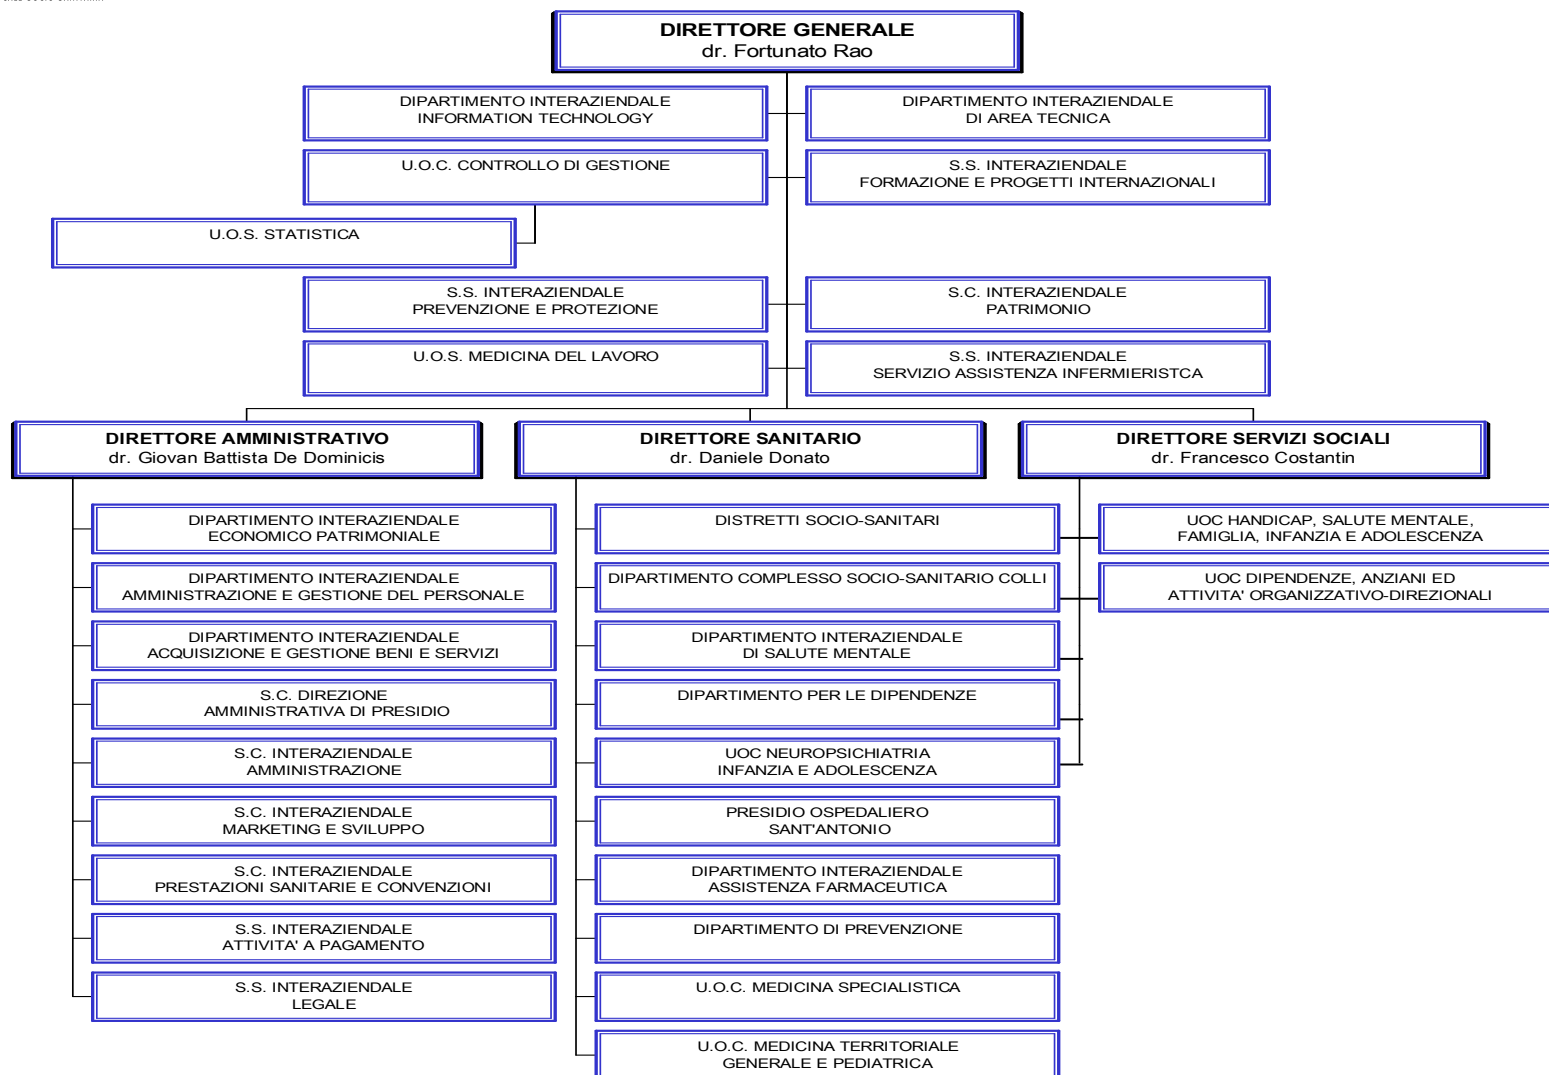 DIRETTORE GENERALE
dr. Fortunato Rao
DIPARTIMENTO INTERAZIENDALE
INFORMATION TECHNOLOGY
DIPARTIMENTO INTERAZIENDALE
DI AREA TECNICA
U.O.C. CONTROLLO DI GESTIONE
S.S. INTERAZIENDALE
FORMAZIONE E PROGETTI INTERNAZIONALI
U.O.S. STATISTICA
S.S. INTERAZIENDALE
PREVENZIONE E PROTEZIONE
S.C. INTERAZIENDALE
PATRIMONIO
U.O.S. MEDICINA DEL LAVORO
S.S. INTERAZIENDALE
SERVIZIO ASSISTENZA INFERMIERISTCA
DIRETTORE AMMINISTRATIVO
dr. Giovan Battista De Dominicis
DIRETTORE SANITARIO
dr. Daniele Donato
DIRETTORE SERVIZI SOCIALI
dr. Francesco Costantin
DIPARTIMENTO INTERAZIENDALE
ECONOMICO PATRIMONIALE
DIPARTIMENTO INTERAZIENDALE
AMMINISTRAZIONE E GESTIONE DEL PERSONALE
DIPARTIMENTO INTERAZIENDALE
ACQUISIZIONE E GESTIONE BENI E SERVIZI
S.C. DIREZIONE
AMMINISTRATIVA DI PRESIDIO
S.C. INTERAZIENDALE
AMMINISTRAZIONE
S.C. INTERAZIENDALE
MARKETING E SVILUPPO
S.C. INTERAZIENDALE
PRESTAZIONI SANITARIE E CONVENZIONI
S.S. INTERAZIENDALE
ATTIVITA' A PAGAMENTO
S.S. INTERAZIENDALE
LEGALE
DISTRETTI SOCIO-SANITARI
DIPARTIMENTO COMPLESSO SOCIO-SANITARIO COLLI
DIPARTIMENTO INTERAZIENDALE
DI SALUTE MENTALE
DIPARTIMENTO PER LE DIPENDENZE
UOC NEUROPSICHIATRIA
INFANZIA E ADOLESCENZA
PRESIDIO OSPEDALIERO
SANT'ANTONIO
DIPARTIMENTO INTERAZIENDALE
ASSISTENZA FARMACEUTICA
DIPARTIMENTO DI PREVENZIONE
U.O.C. MEDICINA SPECIALISTICA
U.O.C. MEDICINA TERRITORIALE
GENERALE E PEDIATRICA
UOC HANDICAP, SALUTE MENTALE,
FAMIGLIA, INFANZIA E ADOLESCENZA
UOC DIPENDENZE, ANZIANI ED
ATTIVITA' ORGANIZZATIVO-DIREZIONALI